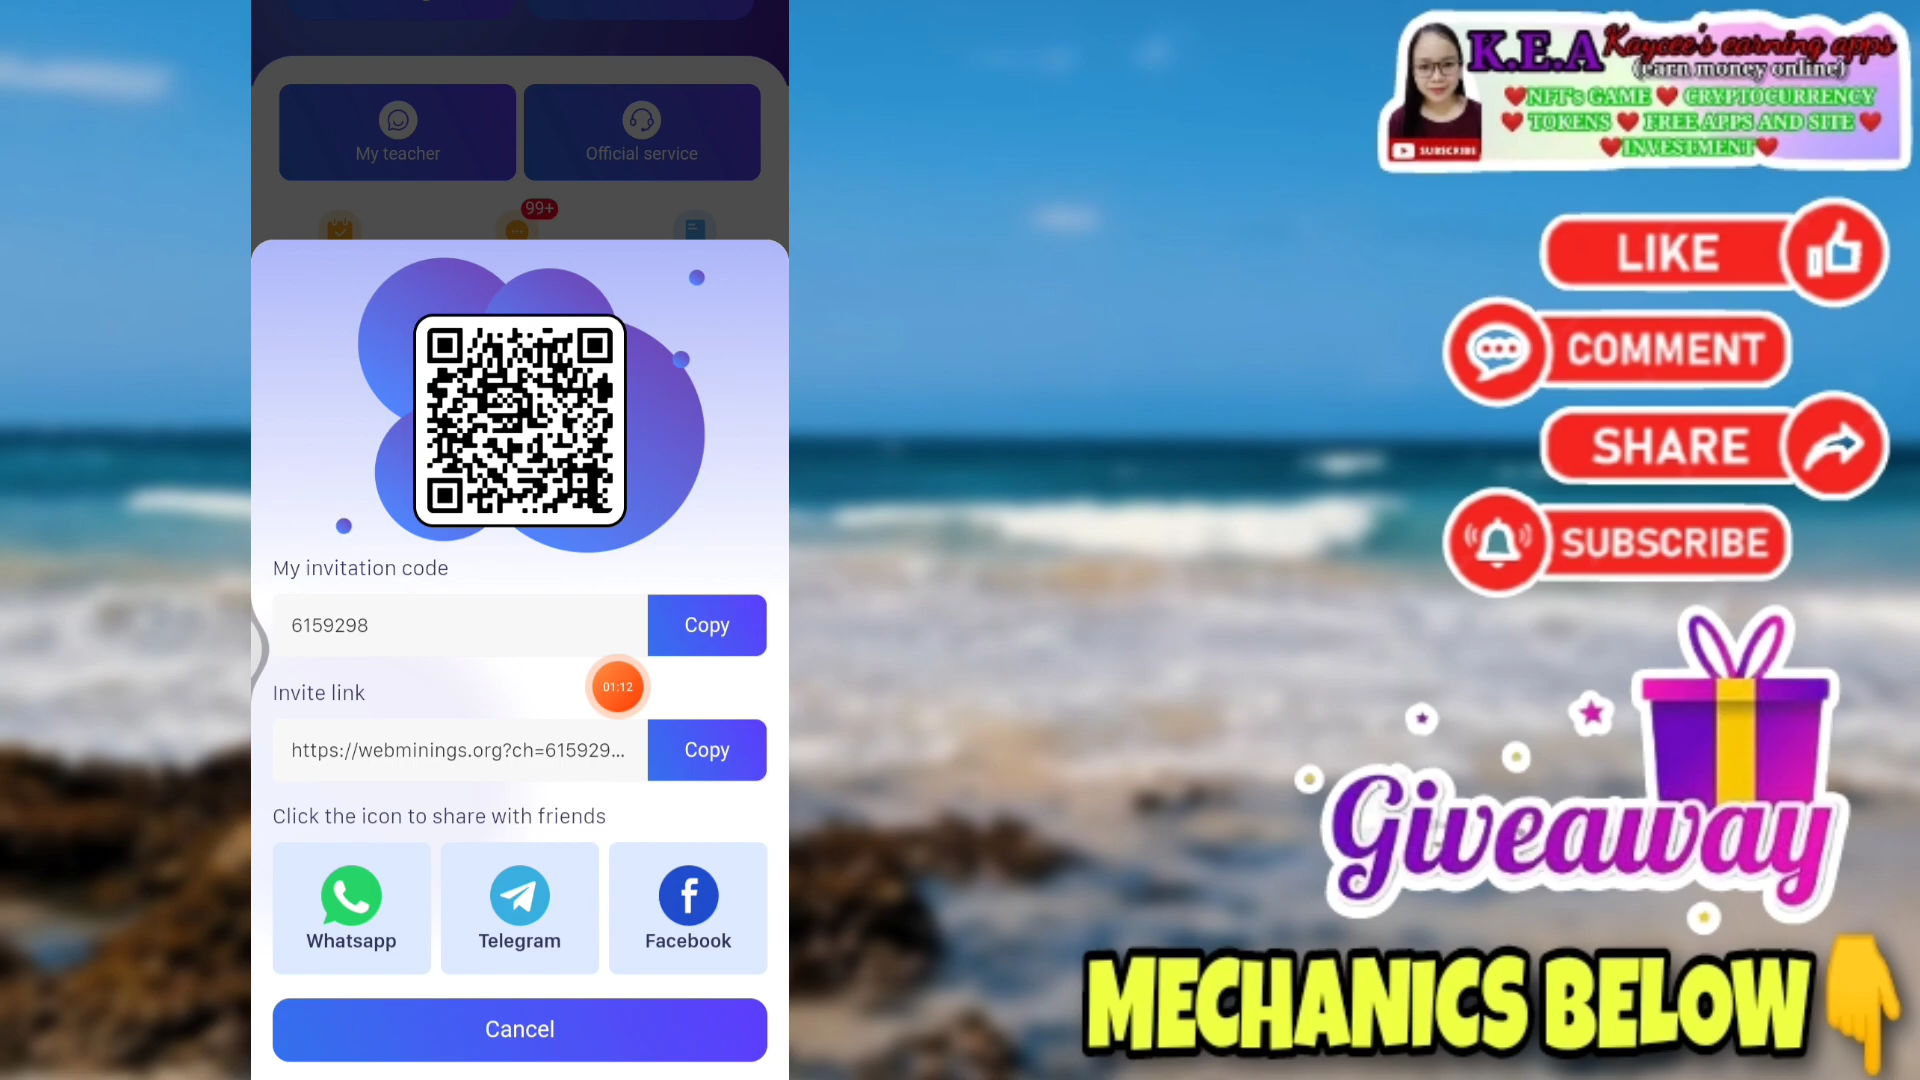 My teacher
Official service
99+
My invitation code
6159298
Copy
01:12
Invite link
https://webminings.org?ch=615929...
Copy
Click the icon to share with friends
Whatsapp
Telegram
Facebook
Cancel
K.E.A Kaycee's earning apps
(earn money online)
❤️NFT's GAME ❤️ CRYPTOCURRENCY
❤️ TOKENS ❤️ FREE APPS AND SITE ❤️
❤️INVESTMENT❤️
SUBSCRIBE
LIKE
COMMENT
SHARE
SUBSCRIBE
Giveaway
MECHANICS BELOW